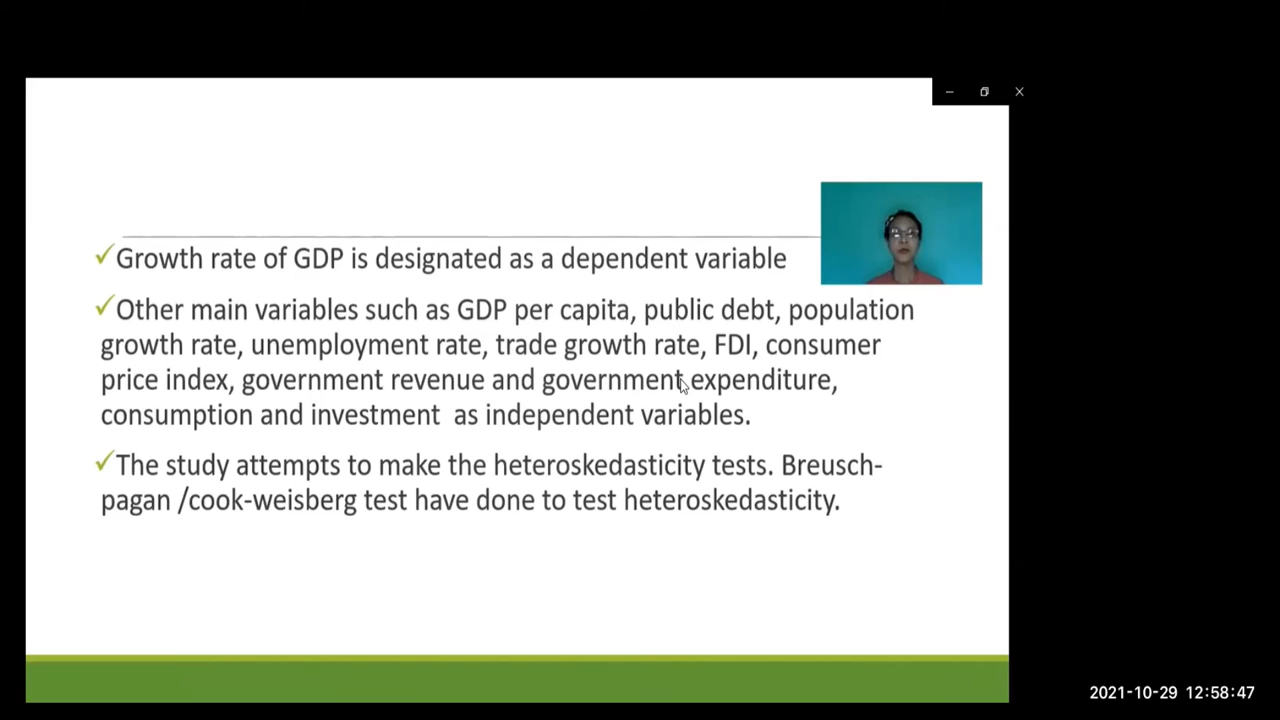 Growth rate of GDP is designated as a dependent variable
Other main variables such as GDP per capita, public debt, population
growth rate, unemployment rate, trade growth rate, FDI, consumer
price index, government revenue and government expenditure,
consumption and investment  as independent variables.
The study attempts to make the heteroskedasticity tests. Breusch-
pagan /cook-weisberg test have done to test heteroskedasticity.
2021-10-29 12:58:47